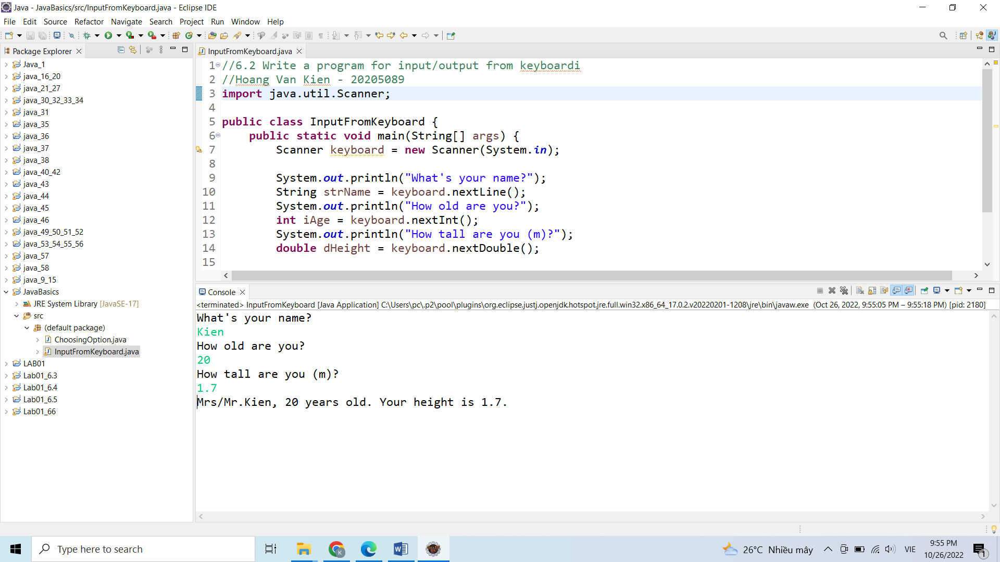 Java - JavaBasics/src/InputFromKeyboard.java - Eclipse IDE
File Edit Source Refactor Navigate Search Project Run Window Help
Package Explorer
Java_1
java_16_20
java_21_27
java_30_32_33_34
java_31
java_35
java_36
java_37
java_38
java_40_42
java_43
java_44
java_45
java_46
java_49_50_51_52
java_53_54_55_56
java_57
java_58
java_9_15
JavaBasics
JRE System Library [JavaSE-17]
src
(default package)
ChoosingOption.java
InputFromKeyboard.java
LAB01
Lab01_6.3
Lab01_6.4
Lab01_6.5
Lab01_66
InputFromKeyboard.java
1 //6.2 Write a program for input/output from keyboardi
2 //Hoang Van Kien - 20205089
3 import java.util.Scanner;
4
5 public class InputFromKeyboard {
6 public static void main(String[] args) {
7 Scanner keyboard = new Scanner(System.in);
8
9 System.out.println("What's your name?");
10 String strName = keyboard.nextLine();
11 System.out.println("How old are you?");
12 int iAge = keyboard.nextInt();
13 System.out.println("How tall are you (m)?");
14 double dHeight = keyboard.nextDouble();
15
Console
<terminated> InputFromKeyboard [Java Application] C:\Users\pc\.p2\pool\plugins\org.eclipse.justj.openjdk.hotspot.jre.full.win32.x86_64_17.0.2.v20220201-1208\jre\bin\javaw.exe (Oct 26, 2022, 9:55:05 PM – 9:55:18 PM) [pid: 2180]
What's your name?
Kien
How old are you?
20
How tall are you (m)?
1.7
Mrs/Mr.Kien, 20 years old. Your height is 1.7.
Type here to search
26°C Nhiều mây
VIE
9:55 PM
10/26/2022
1